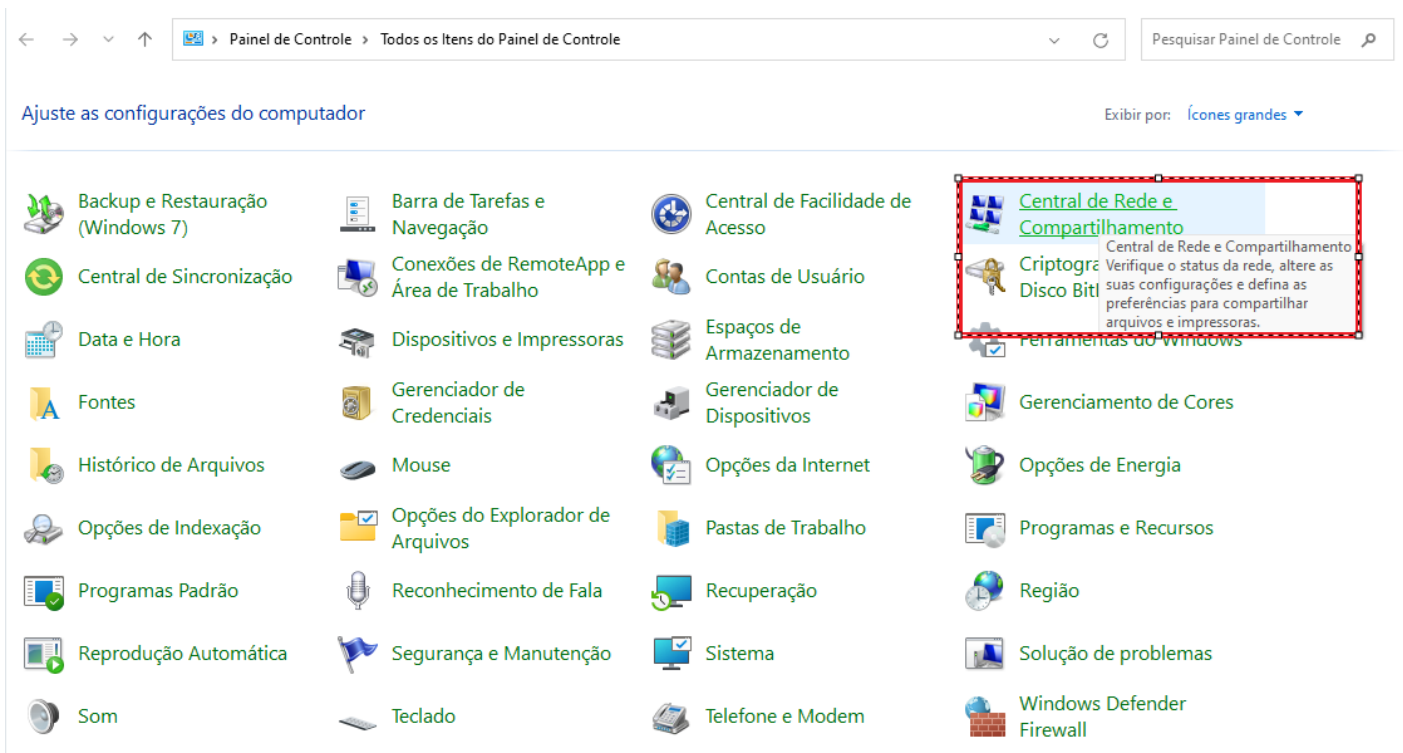 Painel de Controle > Todos os Itens do Painel de Controle
Pesquisar Painel de Controle
Ajuste as configurações do computador
Exibir por: Ícones grandes
Backup e Restauração
(Windows 7)
Barra de Tarefas e
Navegação
Central de Facilidade de
Acesso
Central de Rede e
Compartilhamento
Central de Rede e Compartilhamento
Verifique o status da rede, altere as
suas configurações e defina as
preferências para compartilhar
arquivos e impressoras.
Central de Sincronização
Conexões de RemoteApp e
Área de Trabalho
Contas de Usuário
Disco
Data e Hora
Dispositivos e Impressoras
Espaços de
Armazenamento
Ferramentas do Windows
Fontes
Gerenciador de
Credenciais
Gerenciador de
Dispositivos
Gerenciamento de Cores
Histórico de Arquivos
Mouse
Opções da Internet
Opções de Energia
Opções de Indexação
Opções do Explorador de
Arquivos
Pastas de Trabalho
Programas e Recursos
Programas Padrão
Reconhecimento de Fala
Recuperação
Região
Reprodução Automática
Segurança e Manutenção
Sistema
Solução de problemas
Som
Teclado
Telefone e Modem
Windows Defender
Firewall